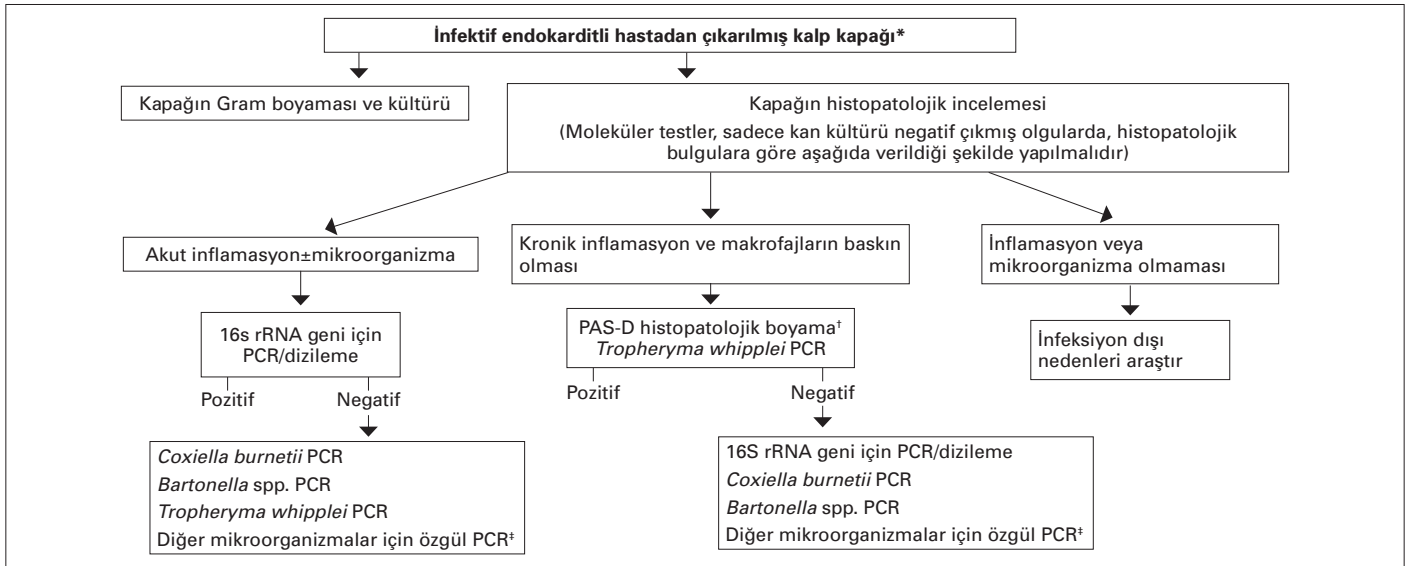 İnfektif endokarditli hastadan çıkarılmış kalp kapağı*
Kapağın Gram boyaması ve kültürü
Kapağın histopatolojik incelemesi
(Moleküler testler, sadece kan kültürü negatif çıkmış olgularda, histopatolojik
bulgulara göre aşağıda verildiği şekilde yapılmalıdır)
Akut inflamasyon±mikroorganizma
Kronik inflamasyon ve makrofajların baskın
olması
İnflamasyon veya
mikroorganizma olmaması
16s rRNA geni için
PCR/dizileme
PAS-D histopatolojik boyama†
Tropheryma whipplei PCR
İnfeksiyon dışı
nedenleri araştır
Pozitif
Negatif
Pozitif
Negatif
Coxiella burnetii PCR
Bartonella spp. PCR
Tropheryma whipplei PCR
Diğer mikroorganizmalar için özgül PCR‡
16S rRNA geni için PCR/dizileme
Coxiella burnetii PCR
Bartonella spp. PCR
Diğer mikroorganizmalar için özgül PCR‡